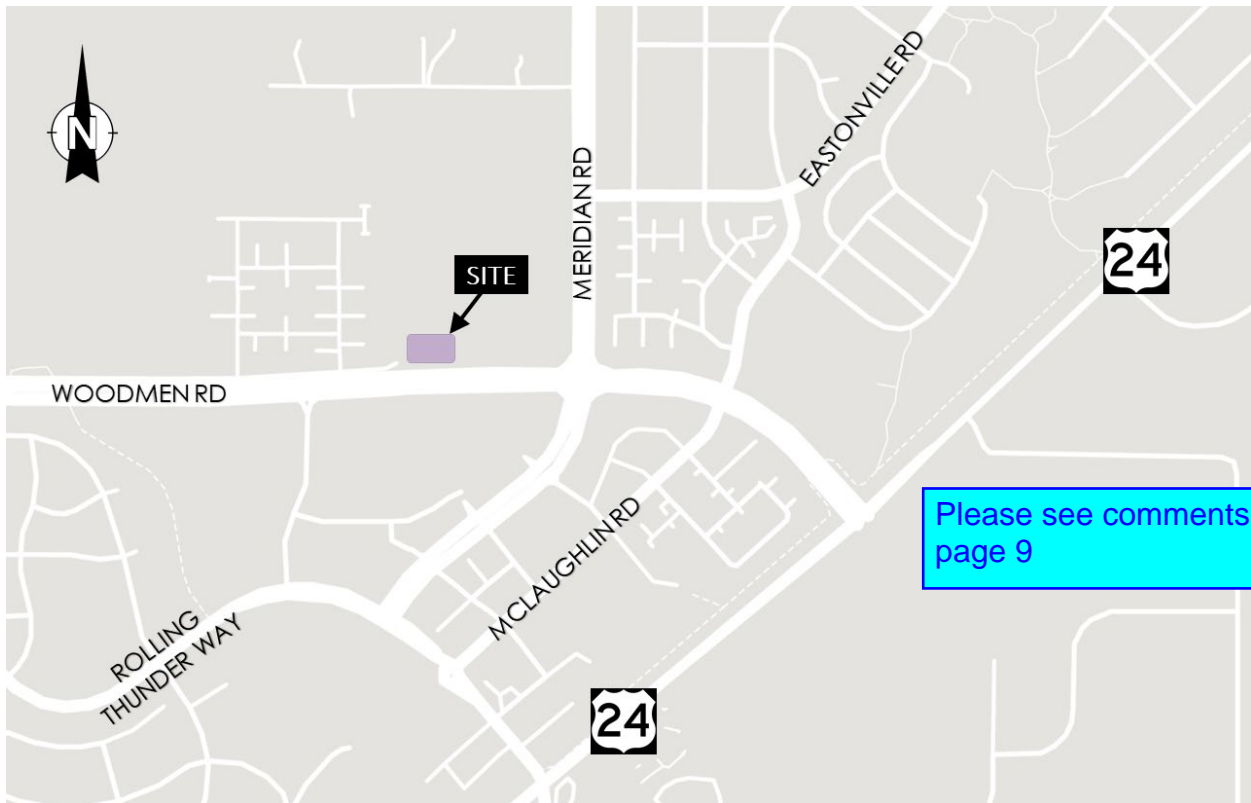 EASTONVILLE RD
N
MERIDIAN RD
24
SITE
WOODMEN RD
Please see comments
page 9
MCLAUGHLIN RD
ROLLING
THUNDER WAY
24